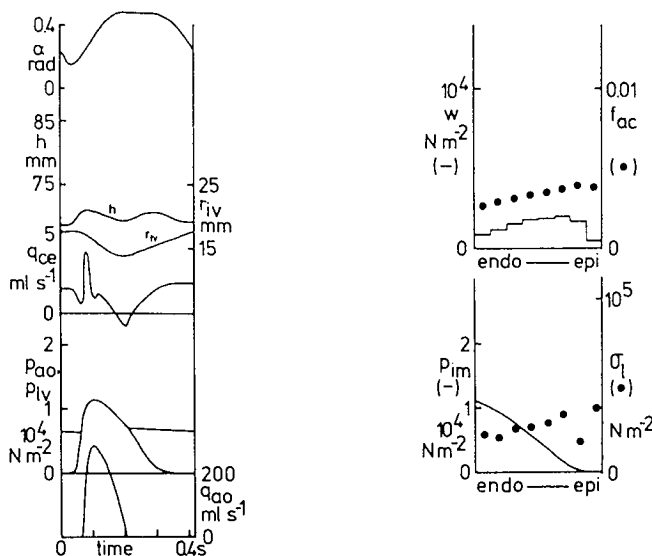 0.4
α
rad
0
85
h
mm
75
25
h
r_iv
mm
5
r_iv
15
q_ce
ml s⁻¹
0
2
p_ao,
p_lv
1
10⁴
N m⁻²
0
200
q_ao
ml s⁻¹
0
0
time
0.4s
10⁴
w
N m⁻²
(–)
0
0.01
f_ac
(•)
0
endo — epi
2
p_im
(–)
1
10⁴
N m⁻²
0
10⁵
σ_l
(•)
N m⁻²
0
endo — epi